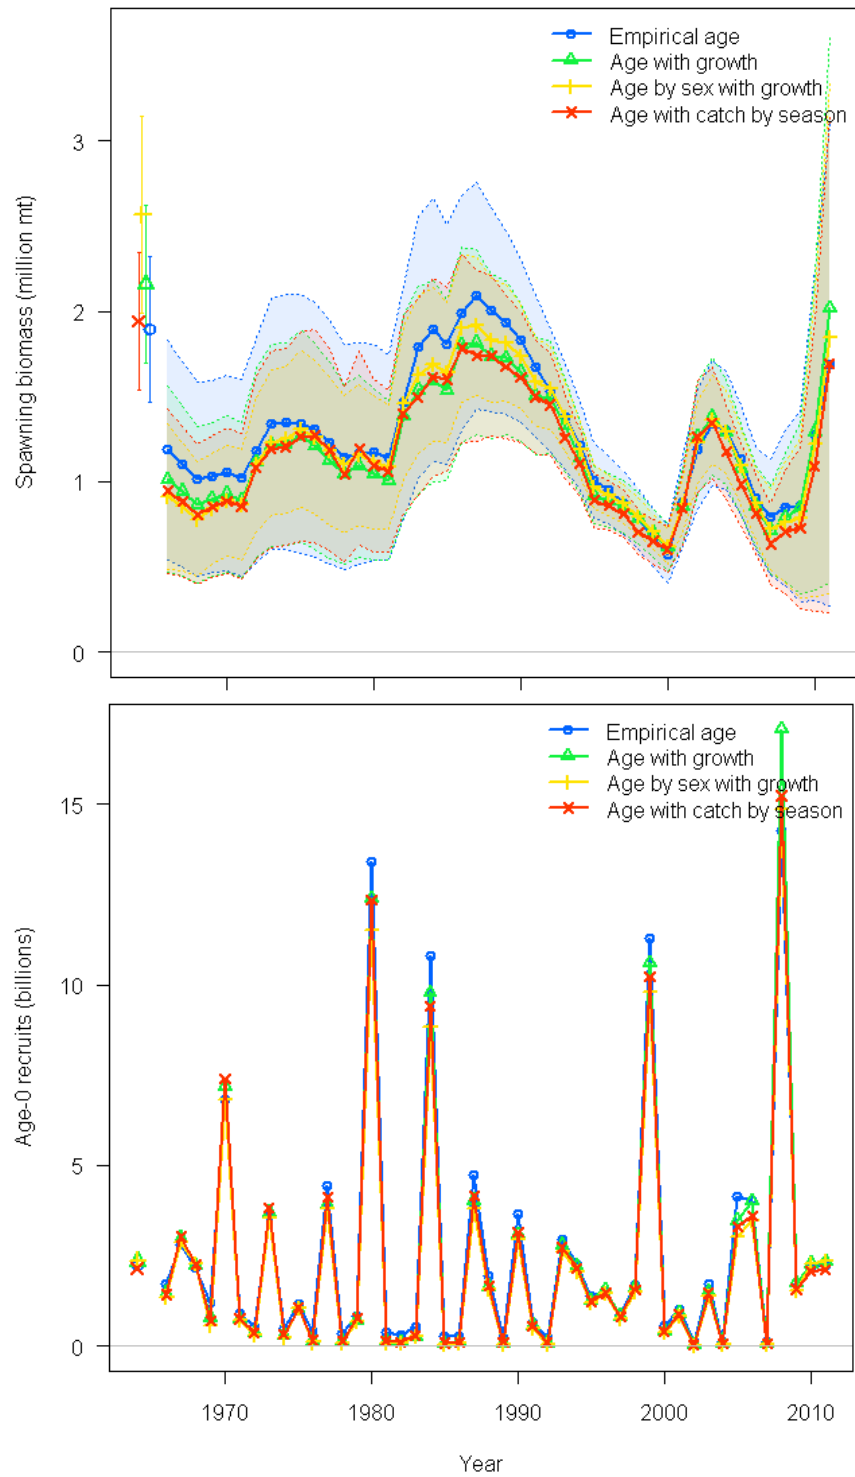 Empirical age
Age with growth
Age by sex with growth
Age with catch by season
3
2
1
0
Spawning biomass (million mt)
Empirical age
Age with growth
Age by sex with growth
Age with catch by season
15
10
5
0
Age-0 recruits (billions)
1970 1980 1990 2000 2010
Year